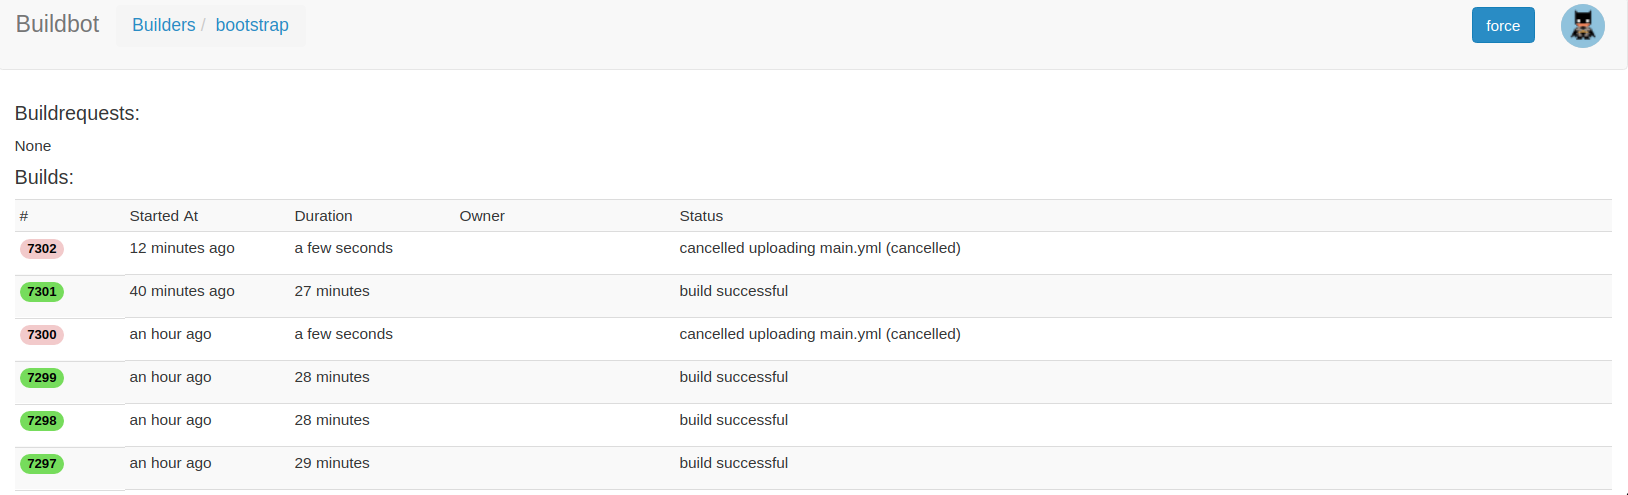 Buildbot Builders / bootstrap force
Buildrequests:
None
Builds:
# Started At Duration Owner Status
7302 12 minutes ago a few seconds cancelled uploading main.yml (cancelled)
7301 40 minutes ago 27 minutes build successful
7300 an hour ago a few seconds cancelled uploading main.yml (cancelled)
7299 an hour ago 28 minutes build successful
7298 an hour ago 28 minutes build successful
7297 an hour ago 29 minutes build successful